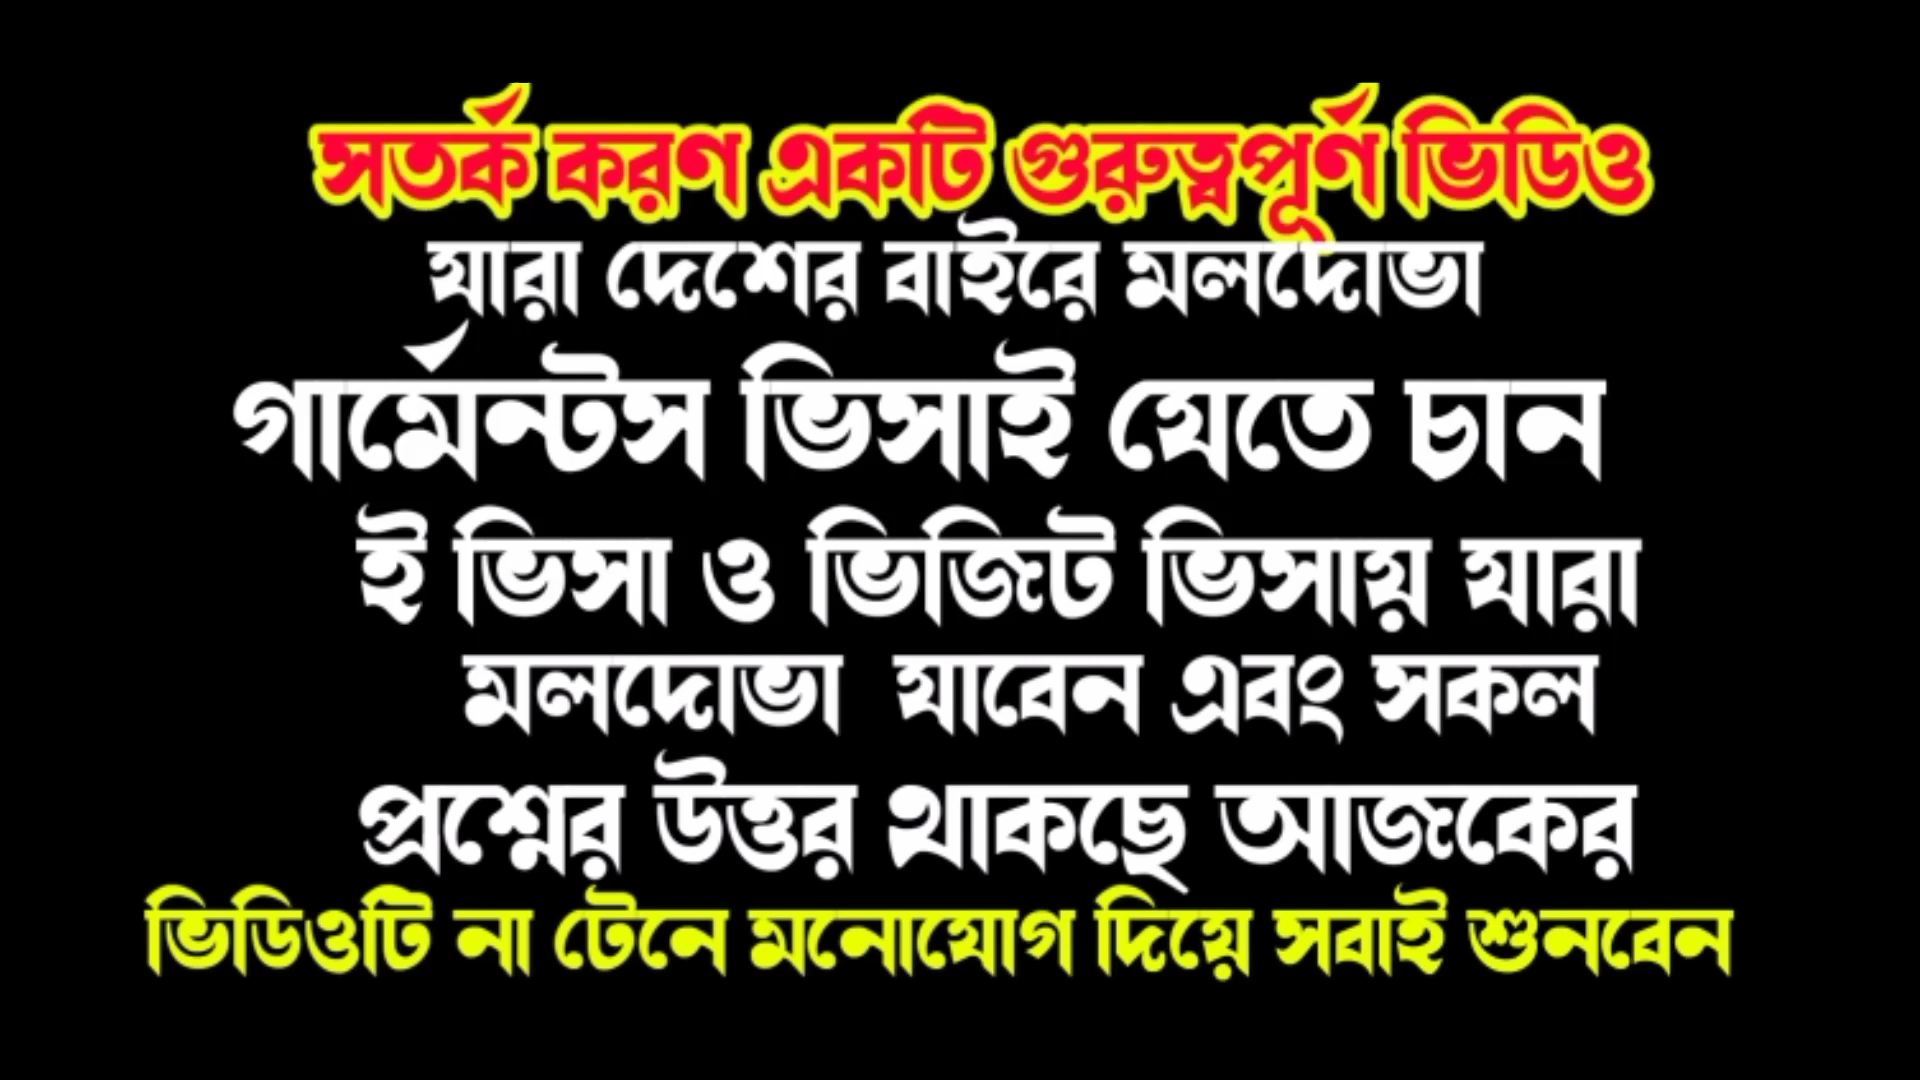 সতর্ক করণ একটি গুরুত্বপূর্ণ ভিডিও
যারা দেশের বাইরে মলদোভা
গার্মেন্টস ভিসাই যেতে চান
ই ভিসা ও ভিজিট ভিসায় যারা
মলদোভা যাবেন এবং সকল
প্রশ্নের উত্তর থাকছে আজকের
ভিডিওটি না টেনে মনোযোগ দিয়ে সবাই শুনবেন